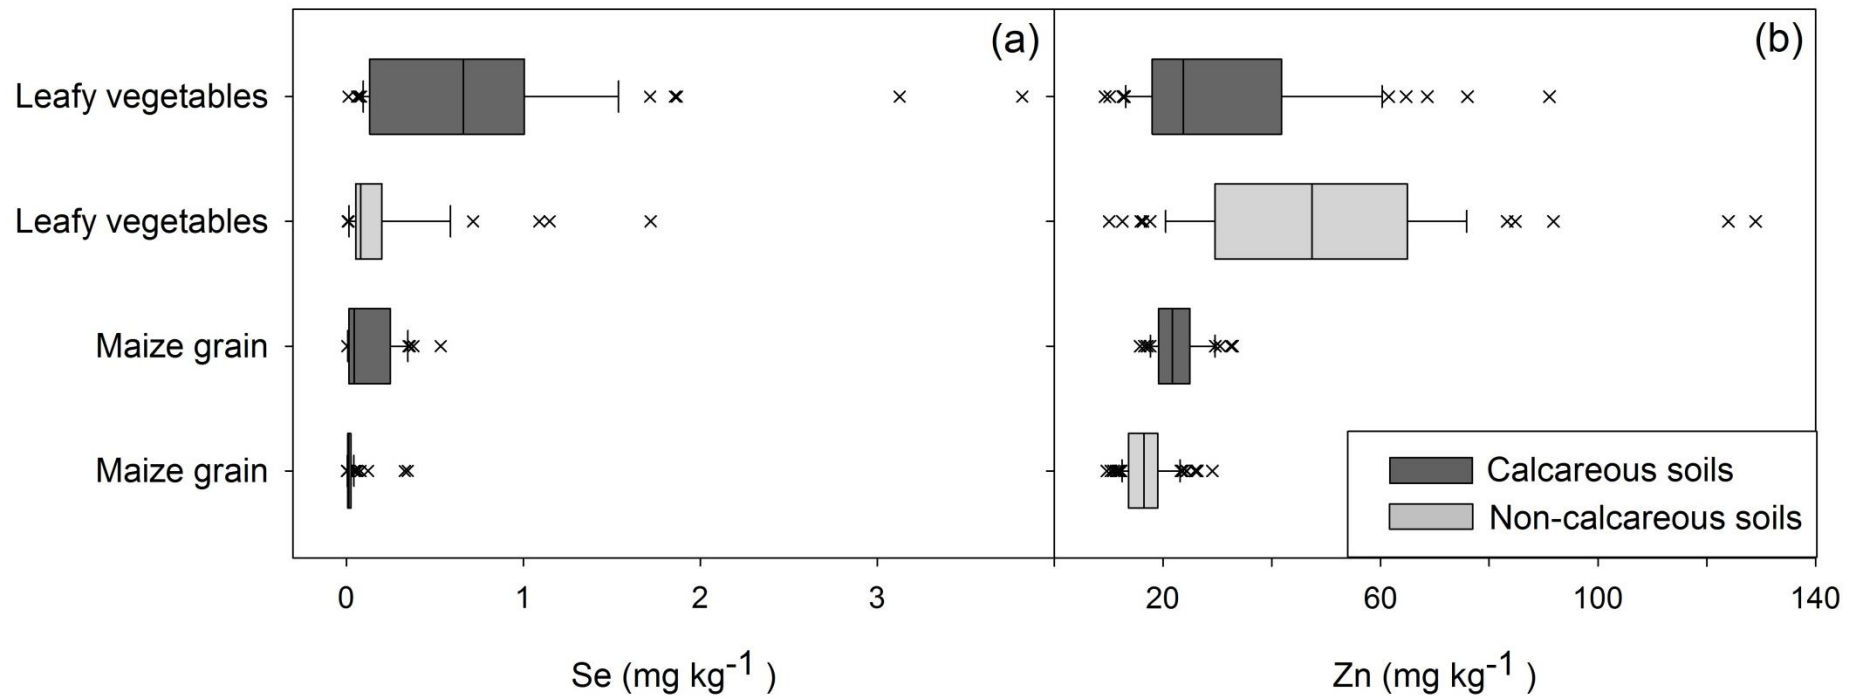 (a)
(b)
Leafy vegetables
Leafy vegetables
Maize grain
Maize grain
Calcareous soils
Non-calcareous soils
0 1 2 3
20 60 100 140
Se (mg kg-1 )
Zn (mg kg-1 )